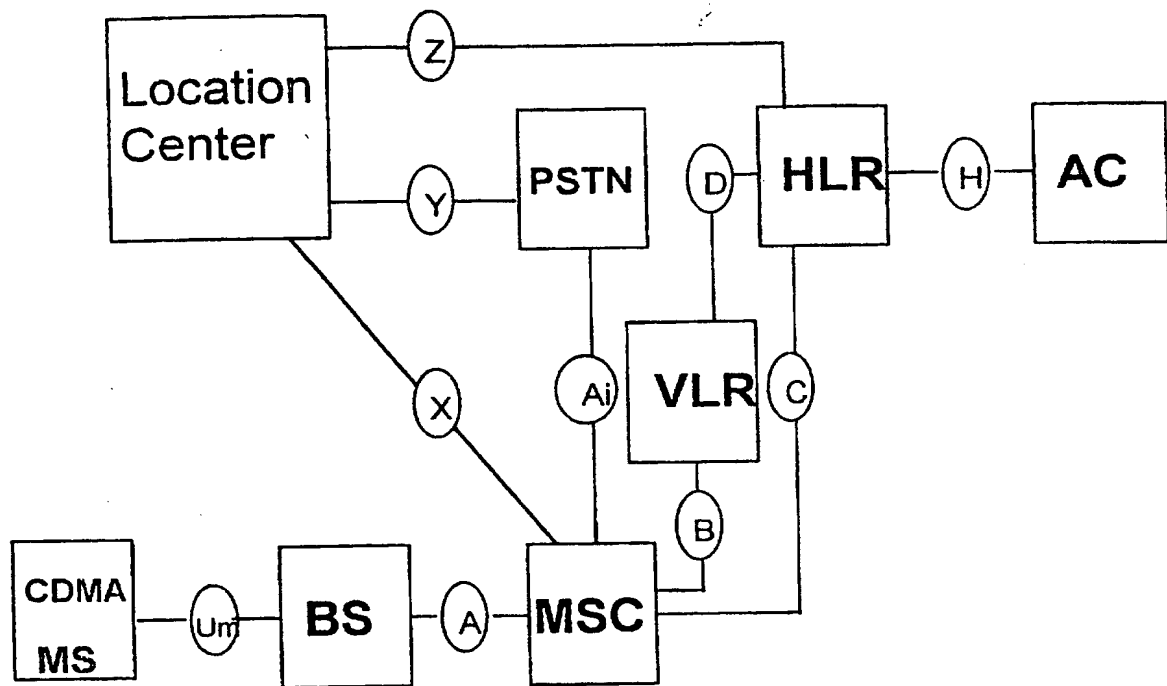 Z
Location
Center
PSTN
HLR
AC
D
H
Y
VLR
Ai
C
X
B
CDMA
MS
Um
BS
A
MSC